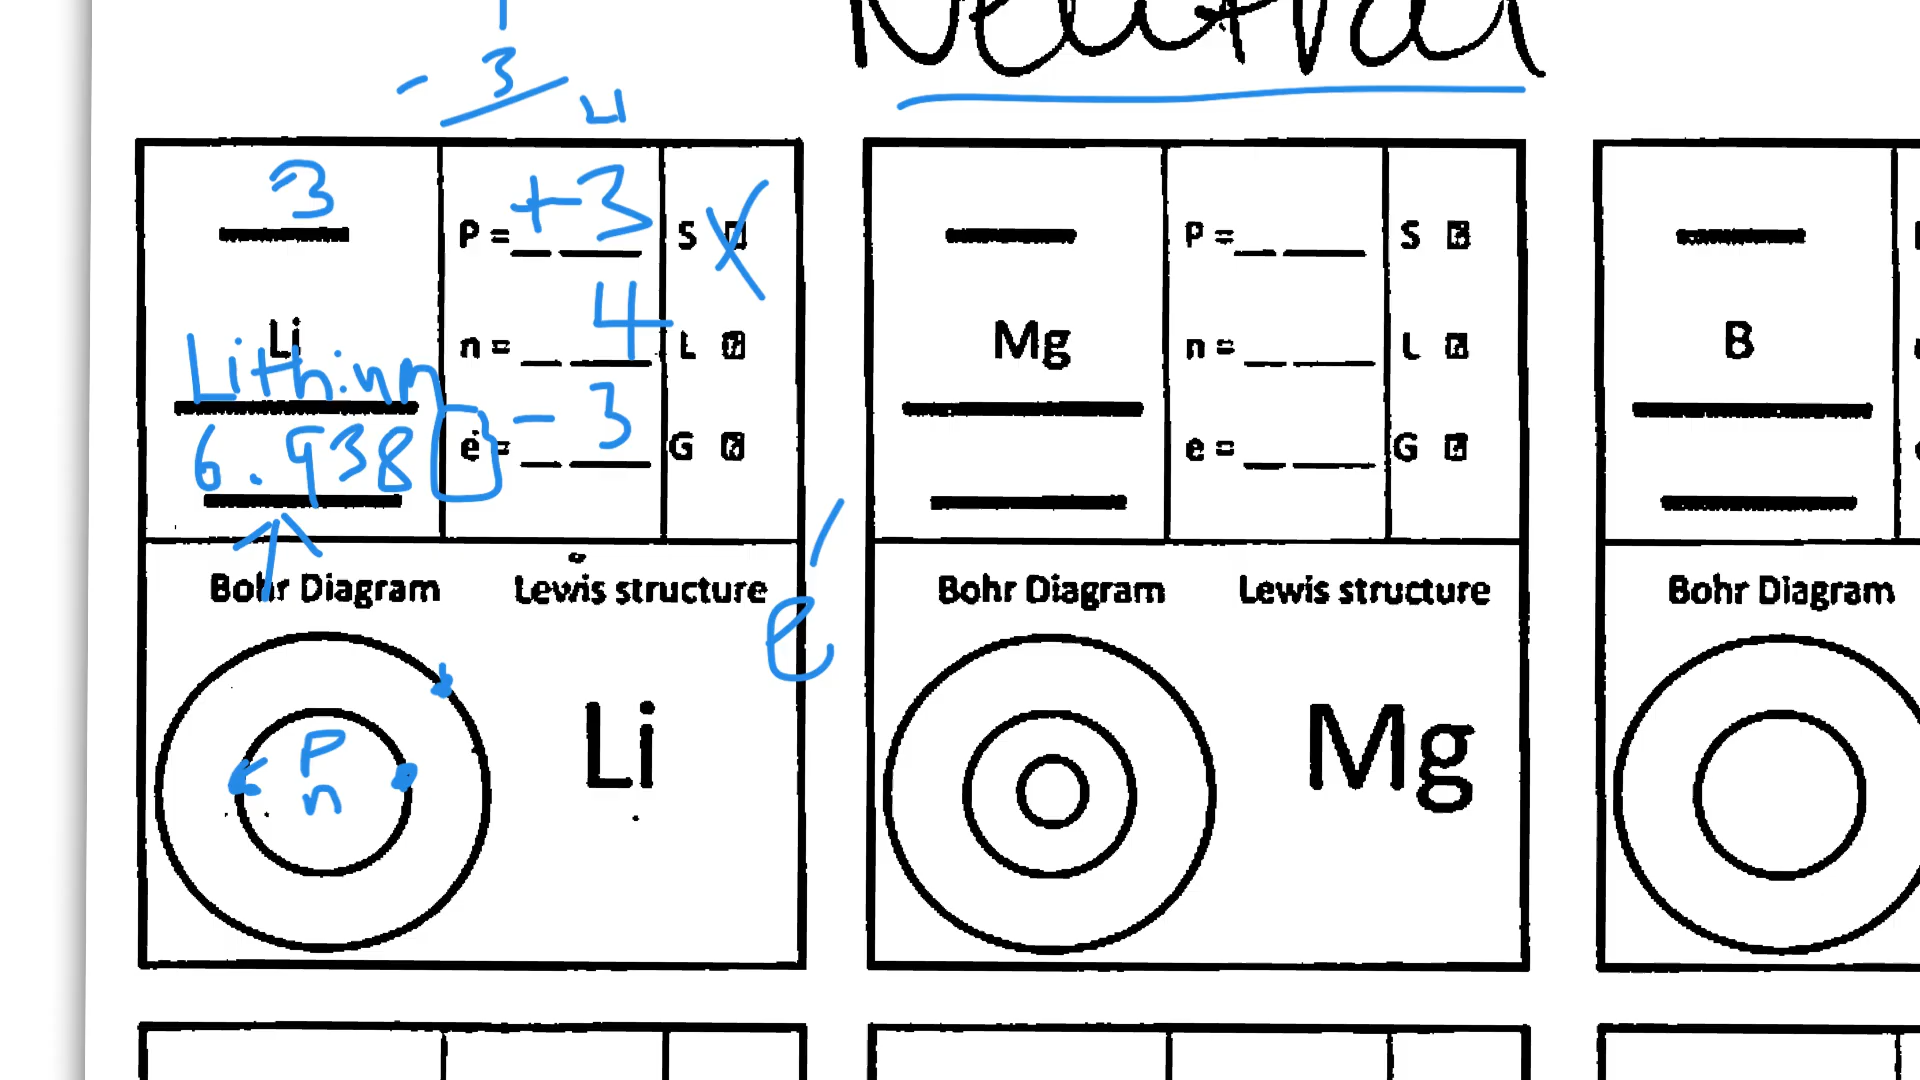 Neutral
- 3
4
3
Li
Lithium
6.938
P = + 3
n = 4
e = - 3
S
L
G
Bohr Diagram
Lewis structure
P
n
Li
e
Mg
P =
n =
e =
S
L
G
Bohr Diagram
Lewis structure
Mg
B
Bohr Diagram